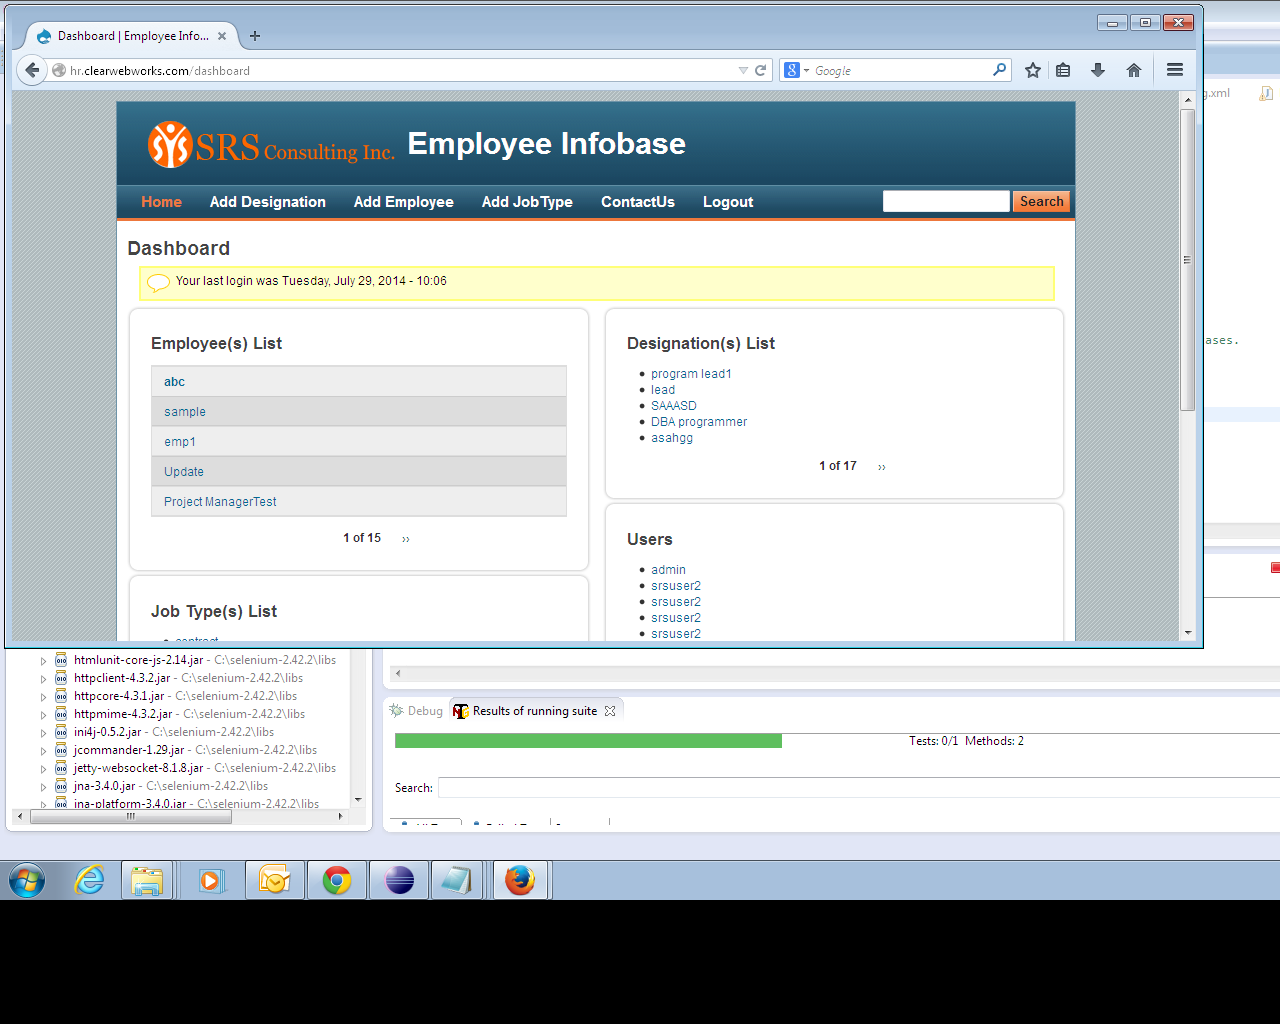 Dashboard | Employee Info...
hr.clearwebworks.com/dashboard
Google
g.xml
SRS Consulting Inc.
Employee Infobase
Home Add Designation Add Employee Add JobType ContactUs Logout Search
Dashboard
Your last login was Tuesday, July 29, 2014 - 10:06
Employee(s) List
abc
sample
emp1
Update
Project ManagerTest
1 of 15 ››
Job Type(s) List
contract
Designation(s) List
program lead1
lead
SAAASD
DBA programmer
asahgg
1 of 17 ››
Users
admin
srsuser2
srsuser2
srsuser2
srsuser2
ases.
htmlunit-core-js-2.14.jar - C:\selenium-2.42.2\libs
httpclient-4.3.2.jar - C:\selenium-2.42.2\libs
httpcore-4.3.1.jar - C:\selenium-2.42.2\libs
httpmime-4.3.2.jar - C:\selenium-2.42.2\libs
ini4j-0.5.2.jar - C:\selenium-2.42.2\libs
jcommander-1.29.jar - C:\selenium-2.42.2\libs
jetty-websocket-8.1.8.jar - C:\selenium-2.42.2\libs
jna-3.4.0.jar - C:\selenium-2.42.2\libs
jna-platform-3.4.0.jar - C:\selenium-2.42.2\libs
Debug Results of running suite
Tests: 0/1 Methods: 2
Search: